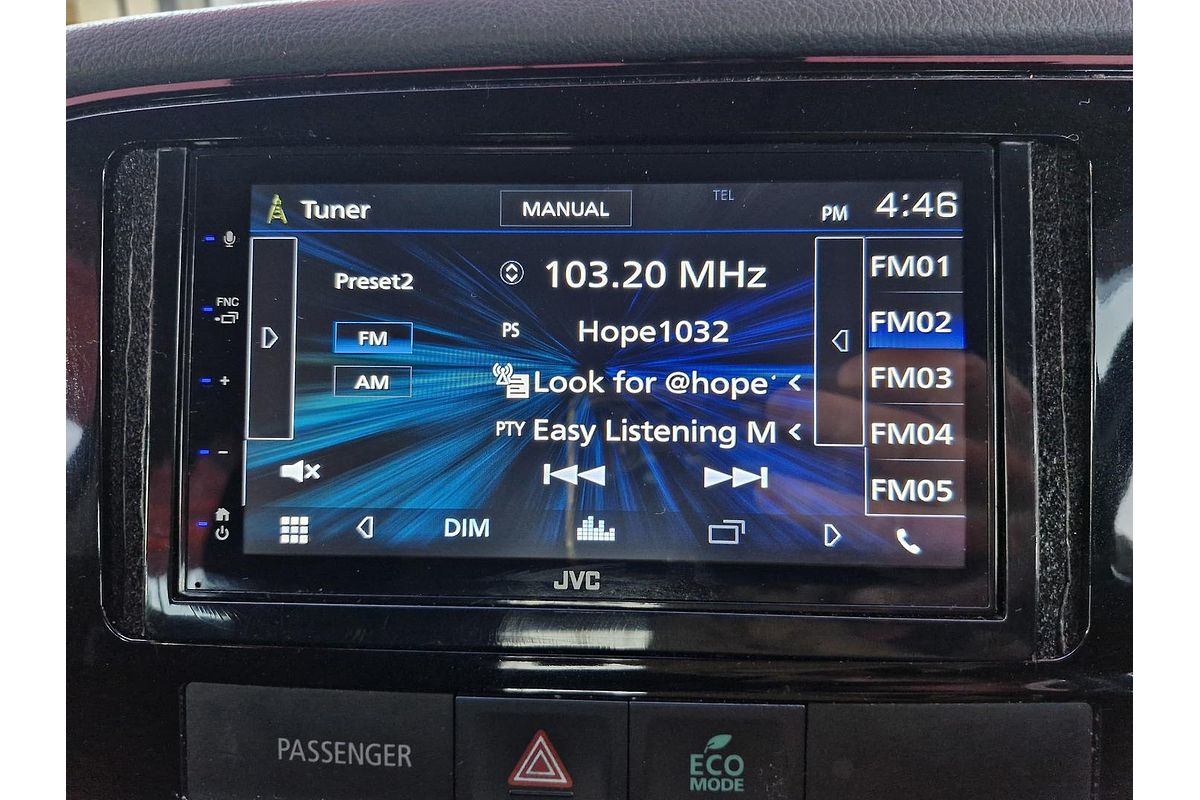 Tuner
MANUAL
TEL
PM 4:46
Preset2
103.20 MHz
FM01
FNC
PS Hope1032
FM02
FM
Look for @hope
FM03
AM
PTY Easy Listening M
FM04
FM05
DIM
JVC
PASSENGER
ECO
MODE